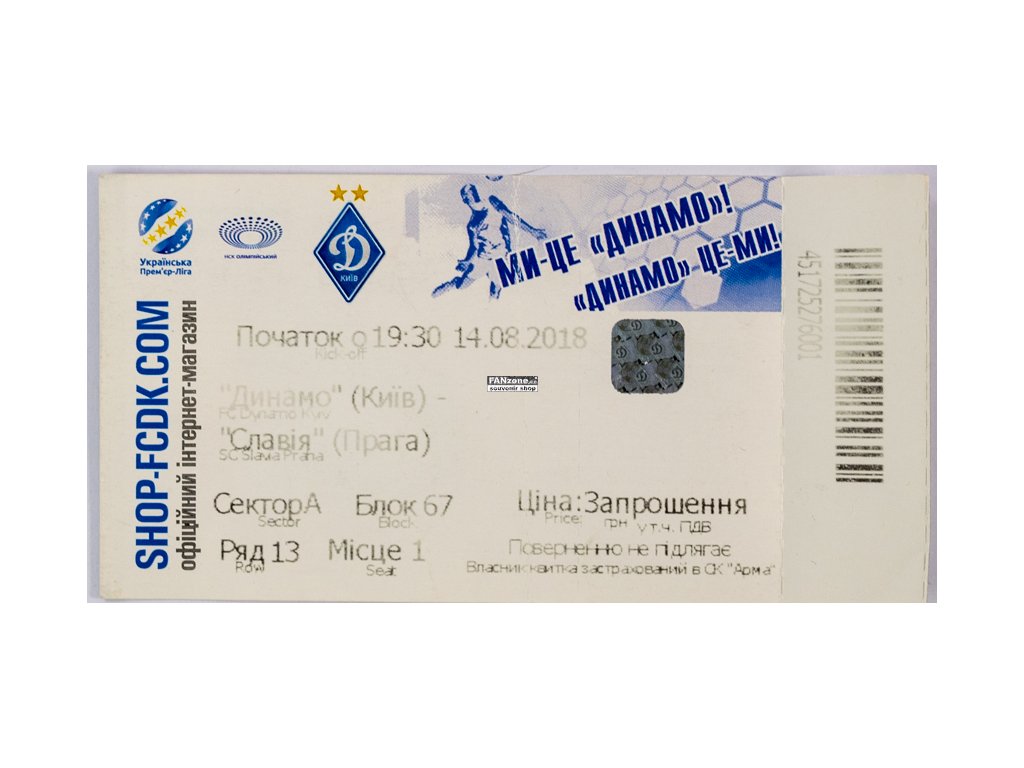 Українська
Прем'єр-Ліга
НСК ОЛІМПІЙСЬКИЙ
Д
КИЇВ
МИ-ЦЕ «ДИНАМО»!
«ДИНАМО»-ЦЕ-МИ!
SHOP-FCDK.COM
офіційний інтернет-магазин
Початок о 19:30 14.08.2018
Kick-off
"Динамо" (Київ) -
FC Dynamo Kyiv
"Славія" (Прага)
SC Slavia Praha
FANzone
souvenir shop
Сектор А Блок 67
Sector Block
Ряд 13 Місце 1
Row Seat
Ціна: Запрошення
Price: грн у т.ч. ПДВ
Поверненню не підлягає
Власник квитка застрахований в СК "Арма"
451725276001